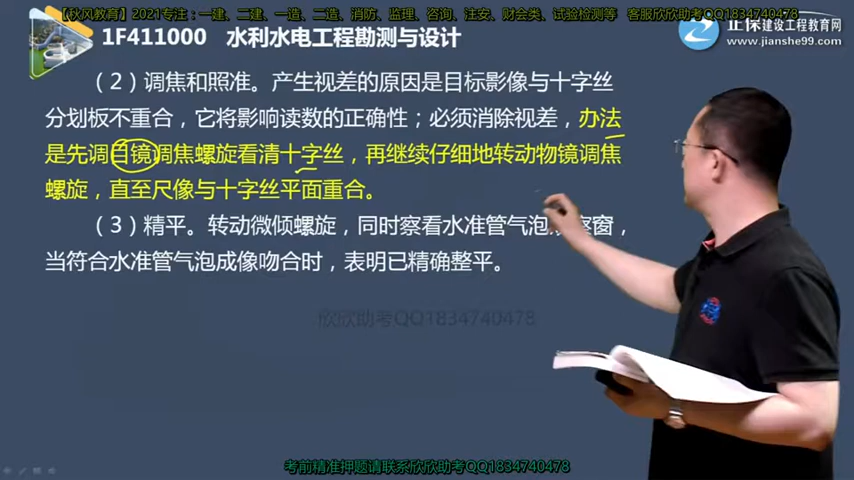 【秋风教育】2021专注：一建、二建、一造、二造、消防、监理、咨询、注安、财会类、试验检测等 客服欣欣助考QQ1834740478
1F411000 水利水电工程勘测与设计
正保建设工程教育网
www.jianshe99.com
（2）调焦和照准。产生视差的原因是目标影像与十字丝
分划板不重合，它将影响读数的正确性；必须消除视差，办法
是先调目镜调焦螺旋看清十字丝，再继续仔细地转动物镜调焦
螺旋，直至尺像与十字丝平面重合。
（3）精平。转动微倾螺旋，同时察看水准管气泡观察窗，
当符合水准管气泡成像吻合时，表明已精确整平。
欣欣助考QQ1834740478
考前精准押题请联系欣欣助考QQ1834740478